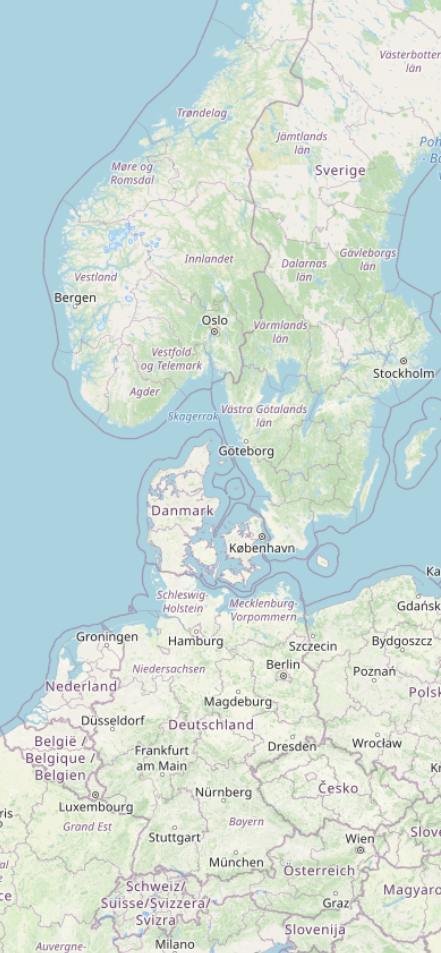 Västerbotten
län
Trøndelag
Jämtlands
län
Møre og
Romsdal
Sverige
Gävleborgs
län
Innlandet
Dalarnas
län
Vestland
Bergen
Oslo
Värmlands
län
Vestfold-
og Telemark
Stockholm
Agder
Skagerrak
Västra Götalands
län
Göteborg
Danmark
København
Schleswig-
Holstein
Mecklenburg-
Vorpommern
Gdańsk
Groningen
Hamburg
Szczecin
Bydgoszcz
Niedersachsen
Berlin
Poznań
Nederland
Magdeburg
Polsk
Düsseldorf
Deutschland
België /
Belgique /
Belgien
Frankfurt
am Main
Dresden
Wrocław
Luxembourg
Nürnberg
Česko
Grand Est
Bayern
Stuttgart
Wien
München
Österreich
Schweiz/
Suisse/Svizzera/
Svizra
Magyaro
Graz
Slovenija
Milano
Auvergne-